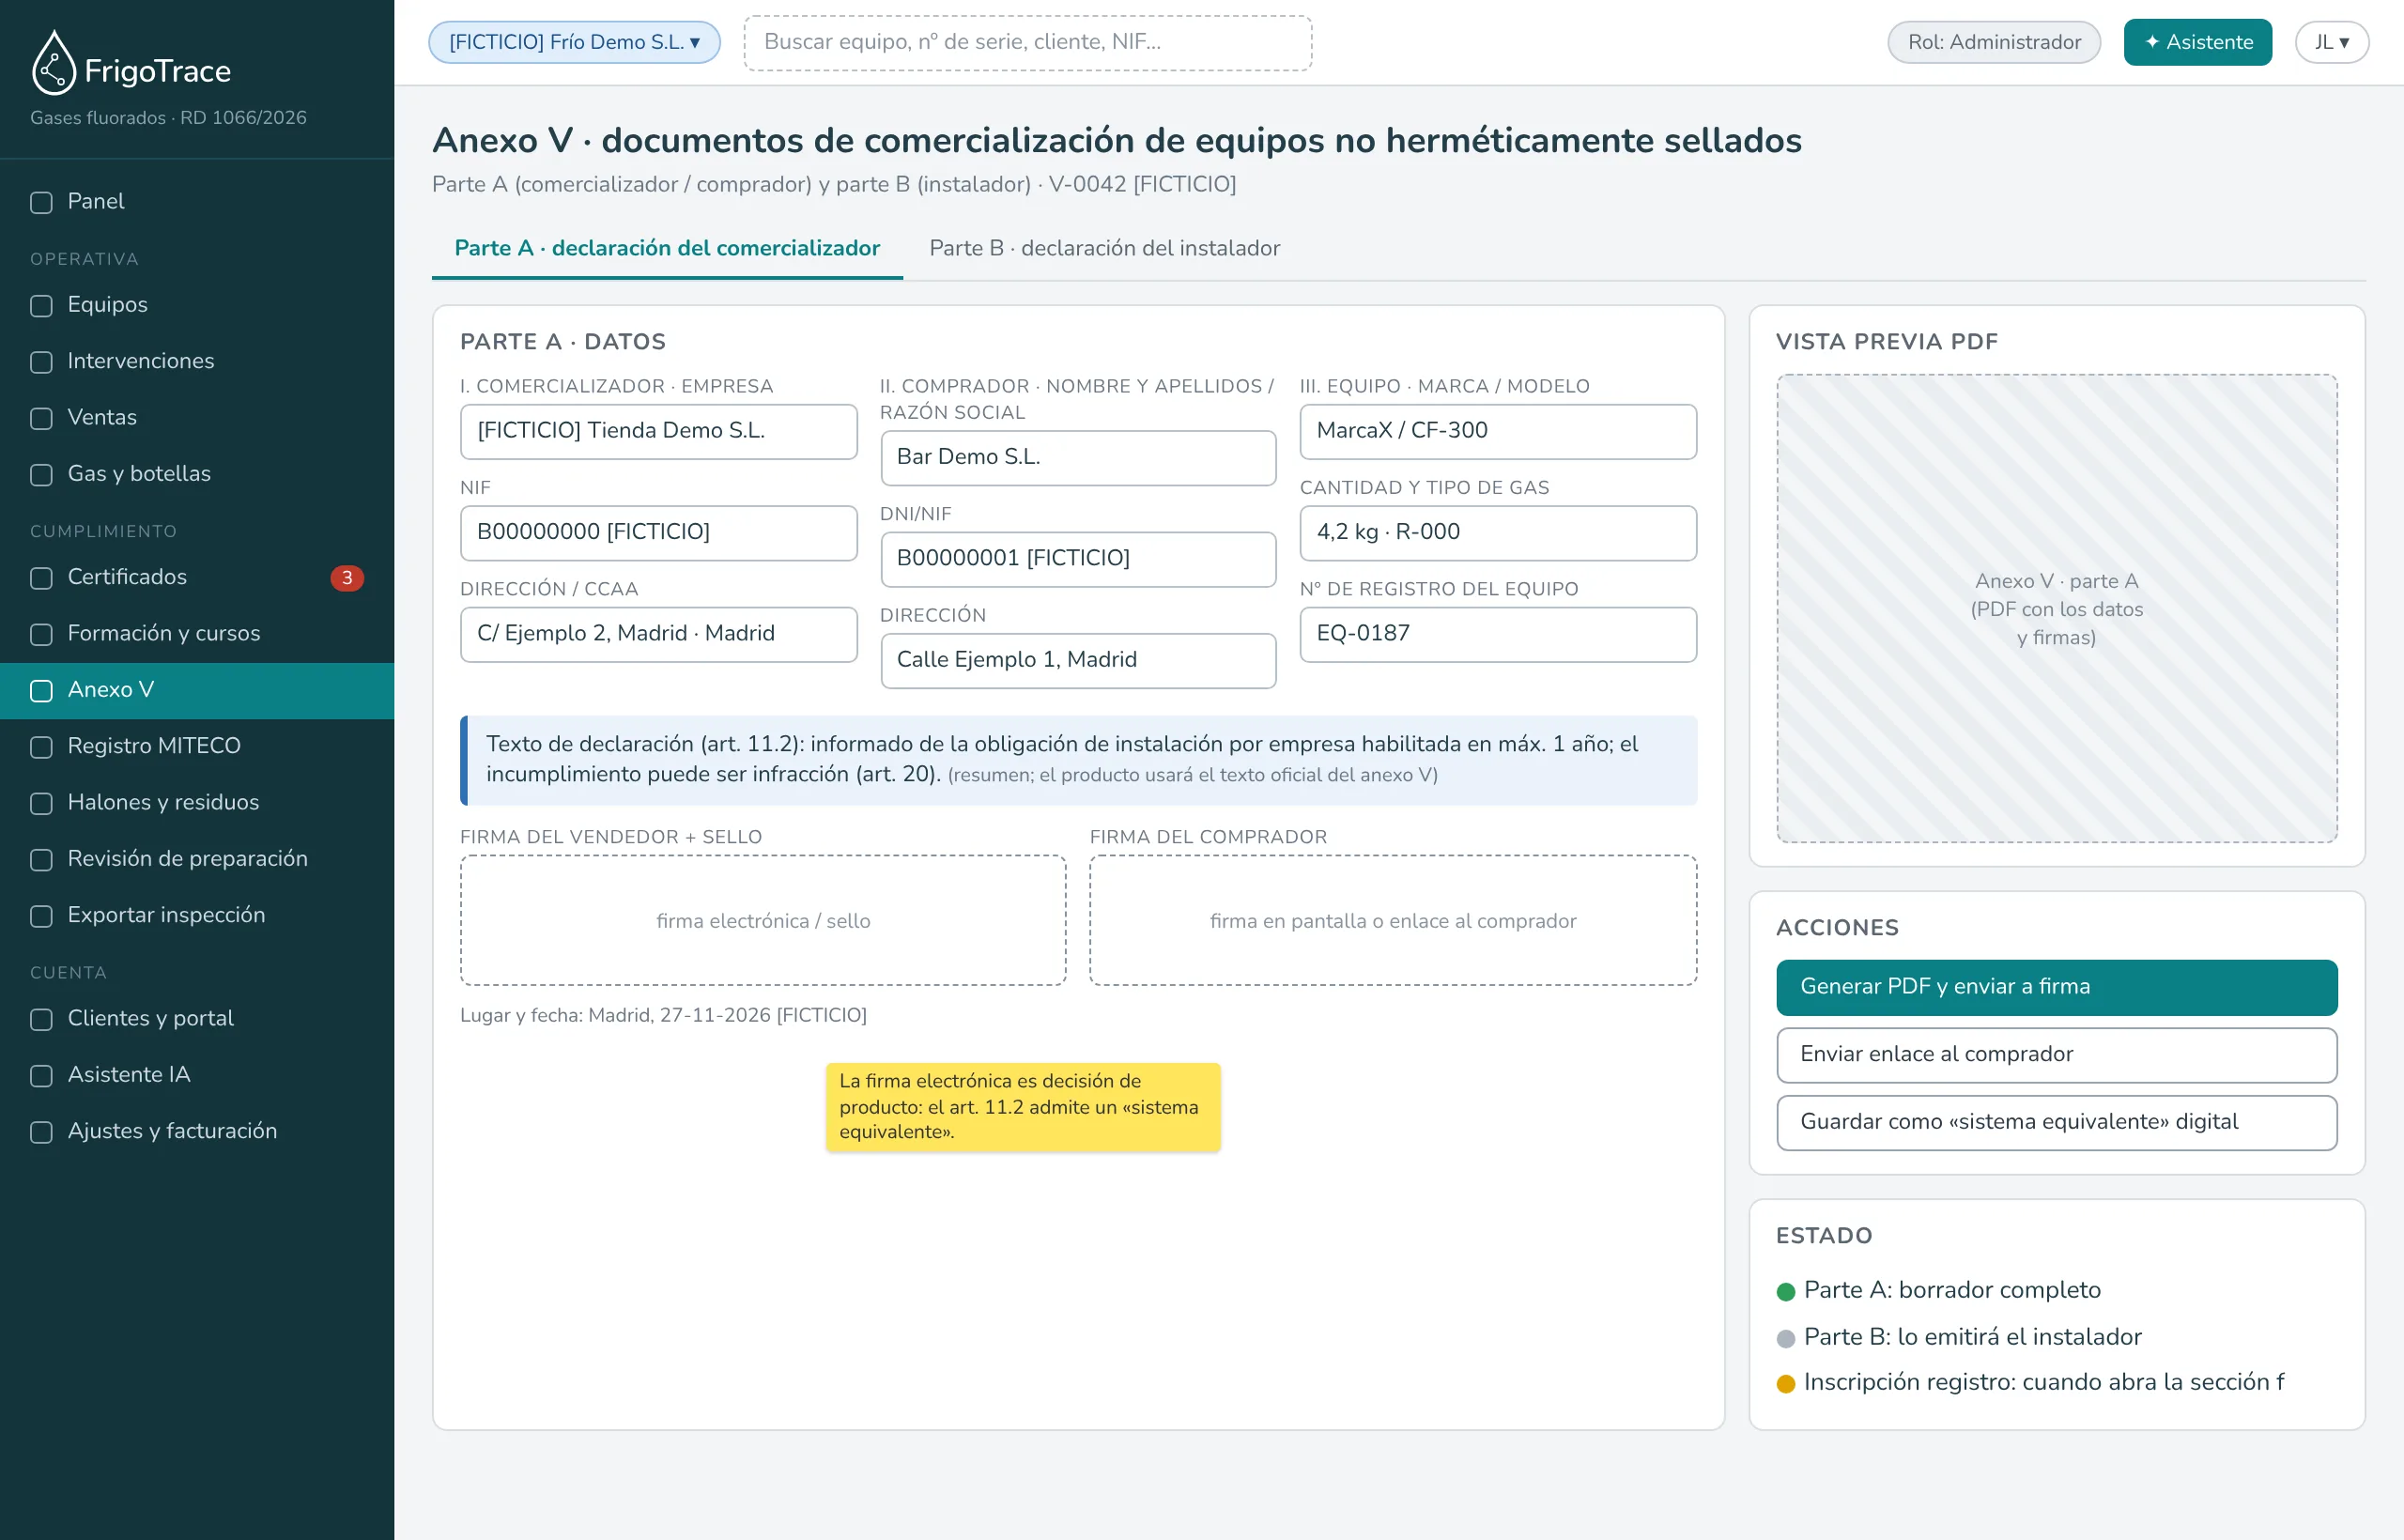 FrigoTrace
Gases fluorados · RD 1066/2026
Panel
OPERATIVA
Equipos
Intervenciones
Ventas
Gas y botellas
CUMPLIMIENTO
Certificados
3
Formación y cursos
Anexo V
Registro MITECO
Halones y residuos
Revisión de preparación
Exportar inspección
CUENTA
Clientes y portal
Asistente IA
Ajustes y facturación
[FICTICIO] Frío Demo S.L. ▾
Buscar equipo, nº de serie, cliente, NIF...
Rol: Administrador
✦ Asistente
JL ▾
Anexo V · documentos de comercialización de equipos no herméticamente sellados
Parte A (comercializador / comprador) y parte B (instalador) · V-0042 [FICTICIO]
Parte A · declaración del comercializador
Parte B · declaración del instalador
PARTE A · DATOS
I. COMERCIALIZADOR · EMPRESA
[FICTICIO] Tienda Demo S.L.
NIF
B00000000 [FICTICIO]
DIRECCIÓN / CCAA
C/ Ejemplo 2, Madrid · Madrid
II. COMPRADOR · NOMBRE Y APELLIDOS /
RAZÓN SOCIAL
Bar Demo S.L.
DNI/NIF
B00000001 [FICTICIO]
DIRECCIÓN
Calle Ejemplo 1, Madrid
III. EQUIPO · MARCA / MODELO
MarcaX / CF-300
CANTIDAD Y TIPO DE GAS
4,2 kg · R-000
Nº DE REGISTRO DEL EQUIPO
EQ-0187
Texto de declaración (art. 11.2): informado de la obligación de instalación por empresa habilitada en máx. 1 año; el
incumplimiento puede ser infracción (art. 20). (resumen; el producto usará el texto oficial del anexo V)
FIRMA DEL VENDEDOR + SELLO
firma electrónica / sello
FIRMA DEL COMPRADOR
firma en pantalla o enlace al comprador
Lugar y fecha: Madrid, 27-11-2026 [FICTICIO]
La firma electrónica es decisión de
producto: el art. 11.2 admite un «sistema
equivalente».
VISTA PREVIA PDF
Anexo V · parte A
(PDF con los datos
y firmas)
ACCIONES
Generar PDF y enviar a firma
Enviar enlace al comprador
Guardar como «sistema equivalente» digital
ESTADO
Parte A: borrador completo
Parte B: lo emitirá el instalador
Inscripción registro: cuando abra la sección f